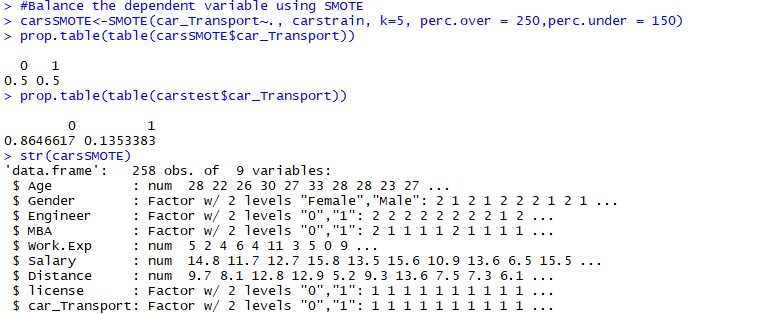 > #Balance the dependent variable using SMOTE
> carsSMOTE<-SMOTE(car_Transport~., carstrain, k=5, perc.over = 250,perc.under = 150)
> prop.table(table(carsSMOTE$car_Transport))
0 1
0.5 0.5
> prop.table(table(carstest$car_Transport))
0 1
0.8646617 0.1353383
> str(carsSMOTE)
'data.frame': 258 obs. of 9 variables:
$ Age : num 28 22 26 30 27 33 28 28 23 27 ...
$ Gender : Factor w/ 2 levels "Female","Male": 2 1 2 1 2 2 2 1 2 1 ...
$ Engineer : Factor w/ 2 levels "0","1": 2 2 2 2 2 2 2 2 1 2 ...
$ MBA : Factor w/ 2 levels "0","1": 2 1 1 1 1 2 1 1 1 1 ...
$ Work.Exp : num 5 2 4 6 4 11 3 5 0 9 ...
$ Salary : num 14.8 11.7 12.7 15.8 13.5 15.6 10.9 13.6 6.5 15.5 ...
$ Distance : num 9.7 8.1 12.8 12.9 5.2 9.3 13.6 7.5 7.3 6.1 ...
$ license : Factor w/ 2 levels "0","1": 1 1 1 1 1 1 1 1 1 1 ...
$ car_Transport: Factor w/ 2 levels "0","1": 1 1 1 1 1 1 1 1 1 1 ...